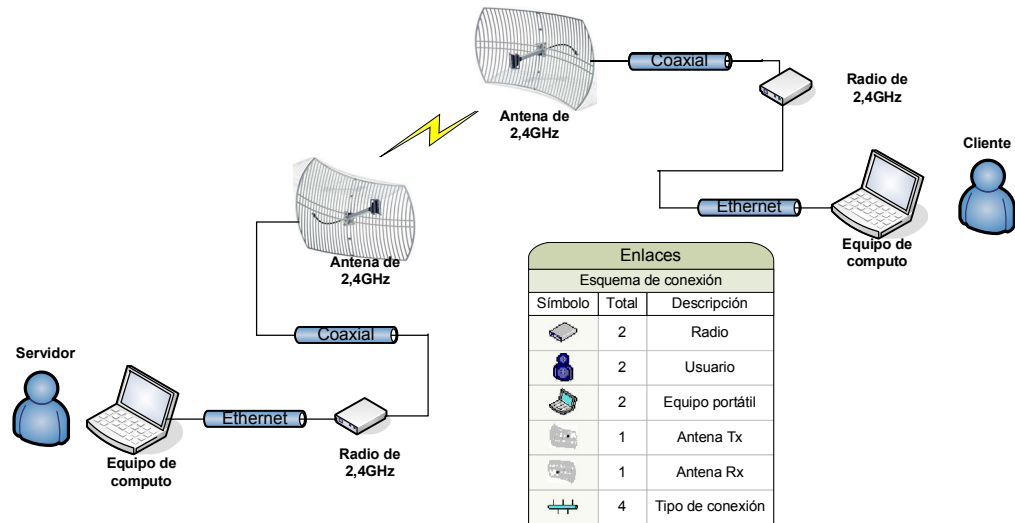 Coaxial
Radio de
2,4GHz
Antena de
2,4GHz
Cliente
Ethernet
Equipo de
computo
Antena de
2,4GHz
Coaxial
Servidor
Ethernet
Equipo de
computo
Radio de
2,4GHz
Enlaces
Esquema de conexión
Símbolo Total Descripción
2 Radio
2 Usuario
2 Equipo portátil
1 Antena Tx
1 Antena Rx
4 Tipo de conexión